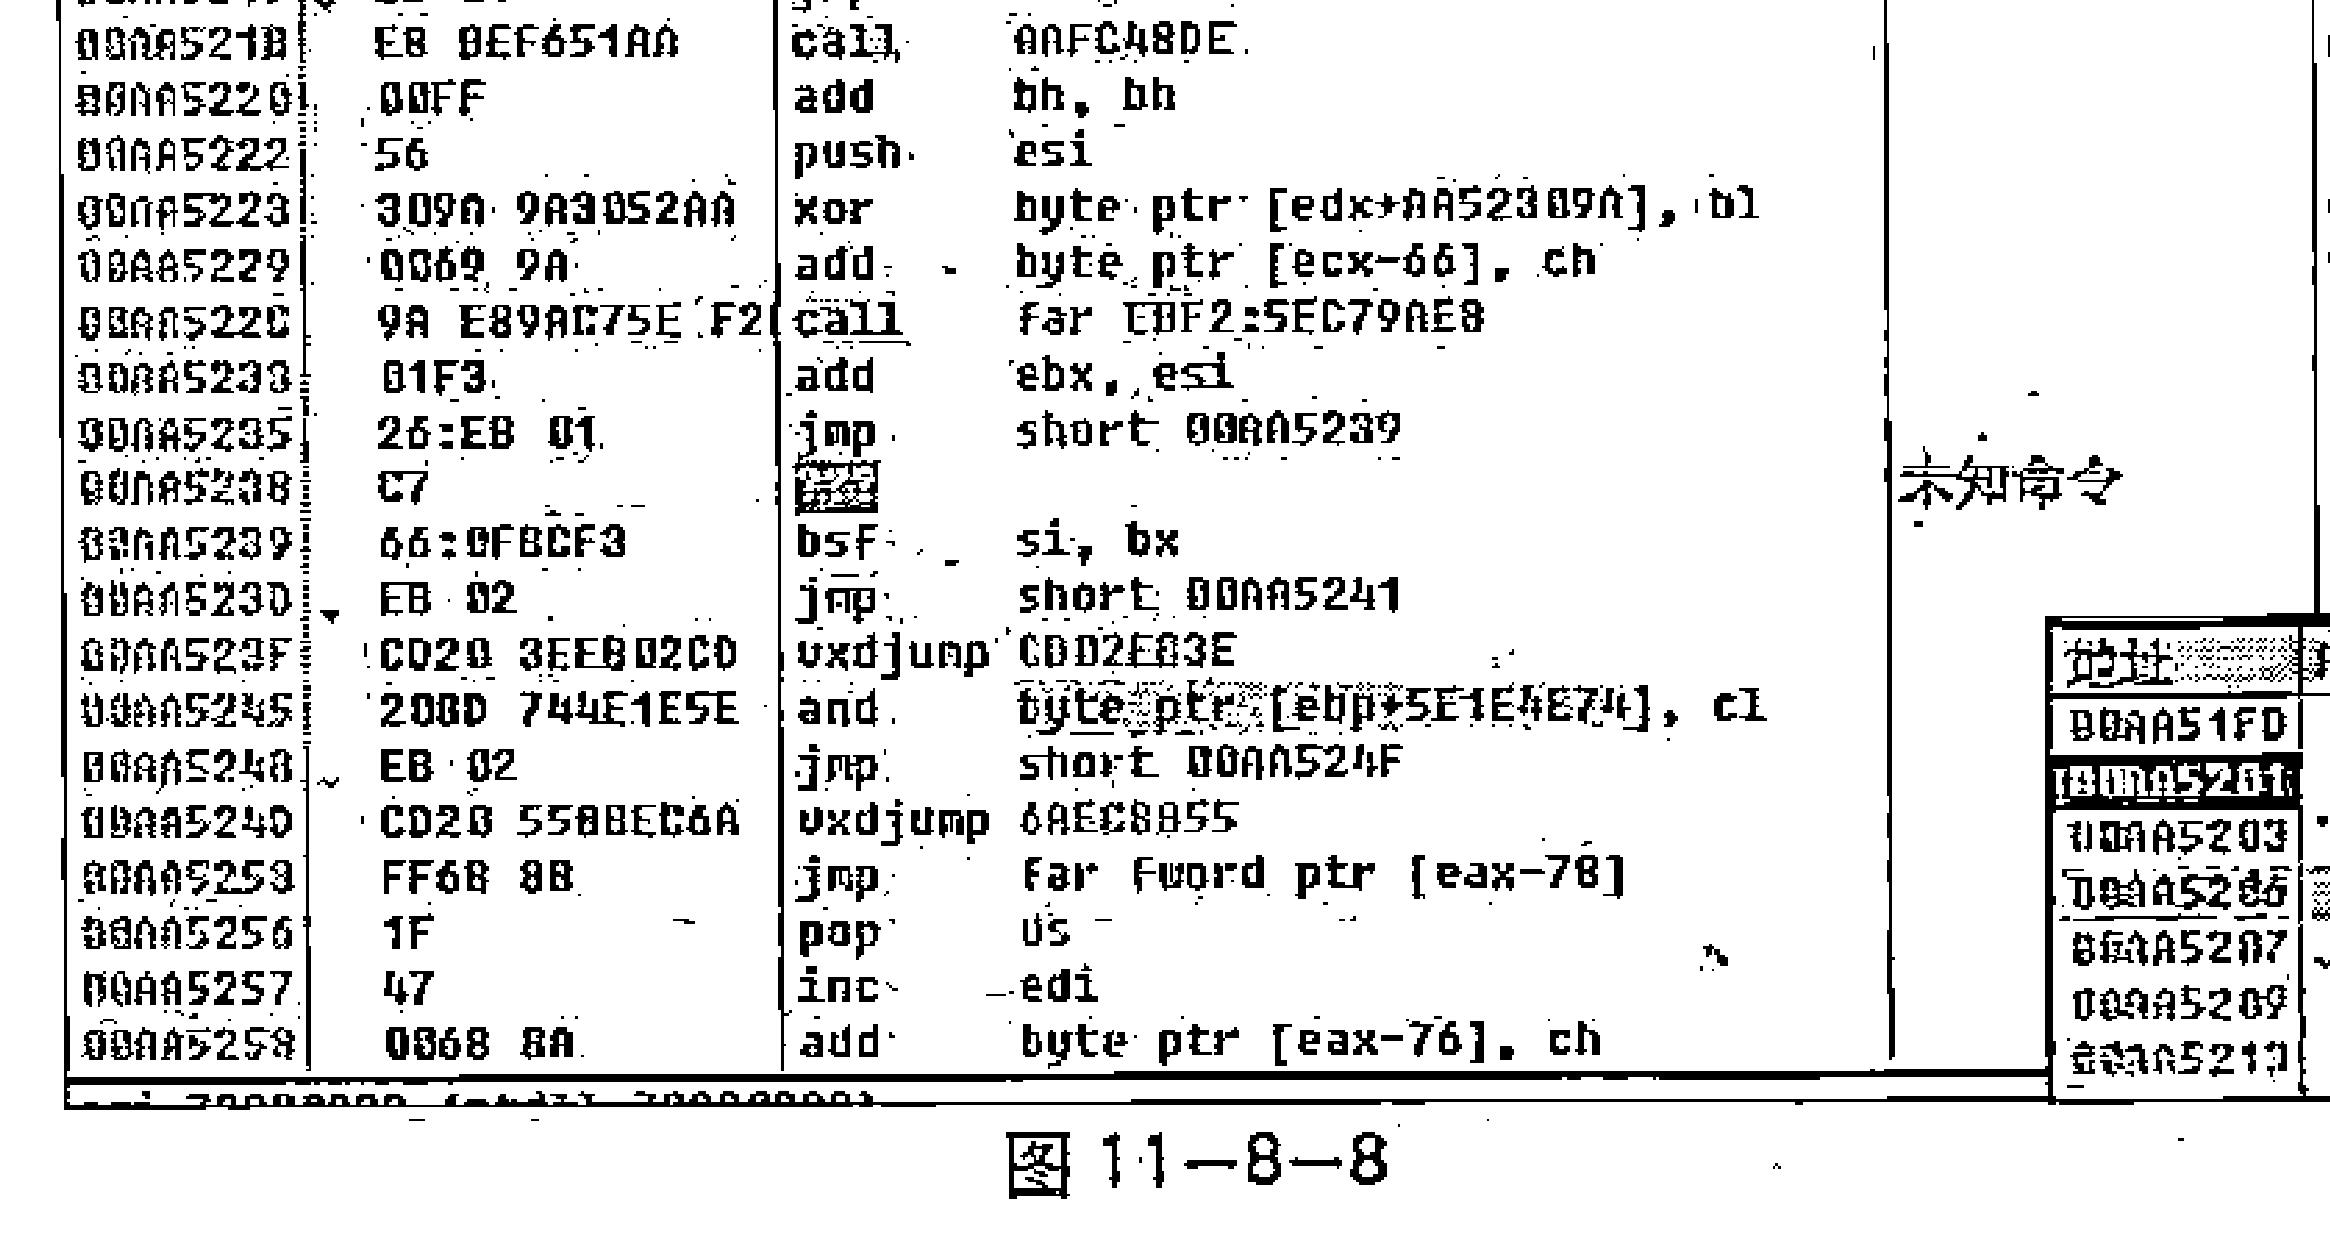 00AA521B E8 BEF651AA call AAFC48DE
00AA5220 00FF add bh, bh
00AA5222 56 push esi
00AA5223 309A 9A3052AA xor byte ptr [edx+AA52309A], bl
00AA5229 0069 9A add byte ptr [ecx-66], ch
00AA522C 9A E89AC75E F2 call far EBF2:5EC79AE8
00AA5233 01F3 add ebx, esi
00AA5235 26:EB 01 jmp short 00AA5239
00AA5238 C7 未知命令
00AA5239 66:0FBCF3 bsf si, bx
00AA523D EB 02 jmp short 00AA5241
00AA523F CD20 3EEB02CD vxdjump CD02EB3E
00AA5245 208D 744E1E5E and byte ptr [ebp+5E1E4E74], cl
00AA524B EB 02 jmp short 00AA524F
00AA524D CD20 558BEC6A vxdjump 6AEC8B55
00AA5253 FF68 88 jmp far fword ptr [eax-78]
00AA5256 1F pop ds
00AA5257 47 inc edi
00AA5258 0068 8A add byte ptr [eax-76], ch
地址
00AA51FD
00AA5201
00AA5203
00AA5206
00AA5207
00AA5209
图 11-8-8